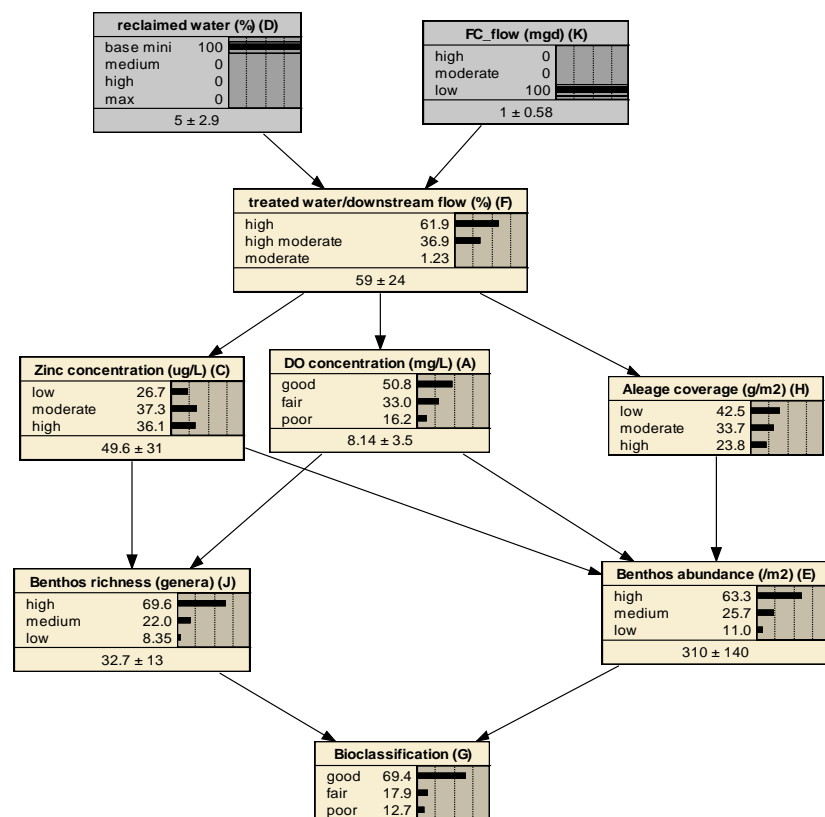 reclaimed water (%) (D)
base mini 100
medium 0
high 0
max 0
5 ± 2.9
FC_flow (mgd) (K)
high 0
moderate 0
low 100
1 ± 0.58
treated water/downstream flow (%) (F)
high 61.9
high moderate 36.9
moderate 1.23
59 ± 24
Zinc concentration (ug/L) (C)
low 26.7
moderate 37.3
high 36.1
49.6 ± 31
DO concentration (mg/L) (A)
good 50.8
fair 33.0
poor 16.2
8.14 ± 3.5
Aleage coverage (g/m2) (H)
low 42.5
moderate 33.7
high 23.8
Benthos richness (genera) (J)
high 69.6
medium 22.0
low 8.35
32.7 ± 13
Benthos abundance (/m2) (E)
high 63.3
medium 25.7
low 11.0
310 ± 140
Bioclassification (G)
good 69.4
fair 17.9
poor 12.7